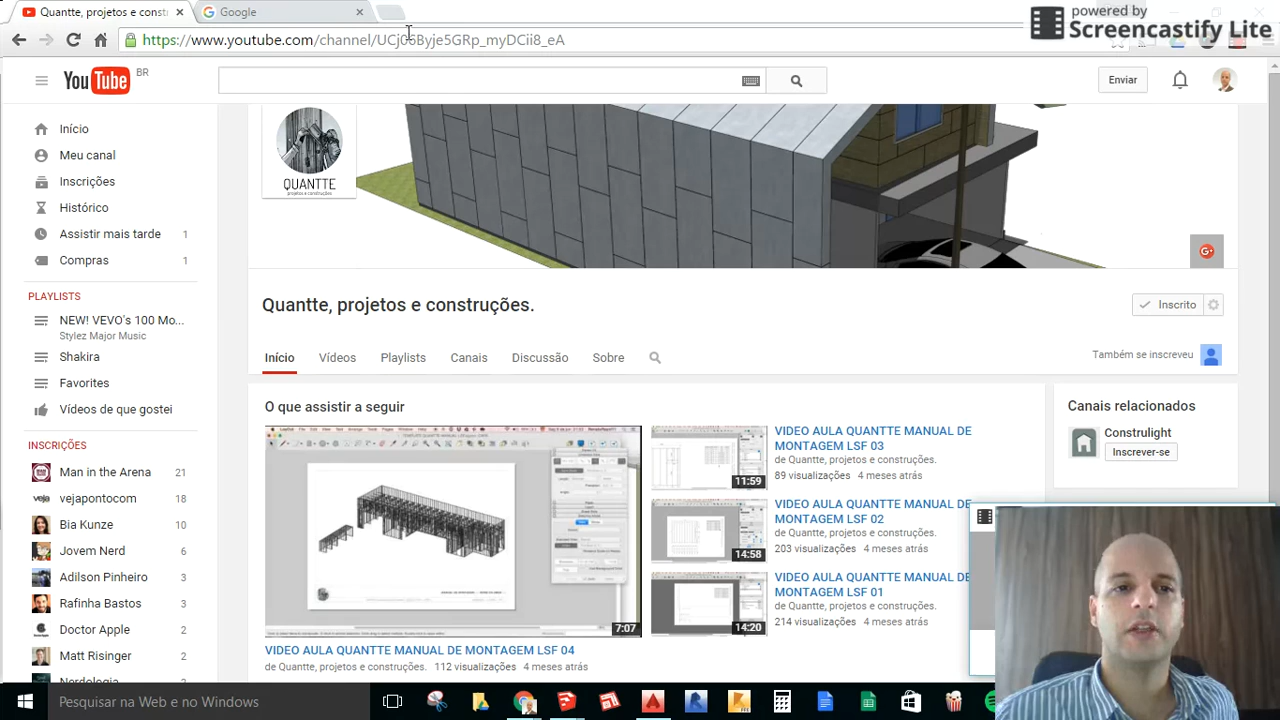 Quantte, projetos e const
Google
powered by
Screencastify Lite
YouTube BR
Enviar
Início
Meu canal
Inscrições
Histórico
Assistir mais tarde 1
Compras 1
PLAYLISTS
NEW! VEVO's 100 Mo...
Stylez Major Music
Shakira
Favorites
Vídeos de que gostei
INSCRIÇÕES
Man in the Arena 21
vejapontocom 18
Bia Kunze 10
Jovem Nerd 6
Adilson Pinheiro 3
Rafinha Bastos 3
Doctor Apple 3
Matt Risinger 2
QUANTTE
projetos e construções
Quantte, projetos e construções.
Inscrito
Início Vídeos Playlists Canais Discussão Sobre
Também se inscreveu
O que assistir a seguir
7:07
VIDEO AULA QUANTTE MANUAL DE MONTAGEM LSF 04
de Quantte, projetos e construções. 112 visualizações 4 meses atrás
11:59
VIDEO AULA QUANTTE MANUAL DE
MONTAGEM LSF 03
de Quantte, projetos e construções.
89 visualizações 4 meses atrás
14:58
VIDEO AULA QUANTTE MANUAL DE
MONTAGEM LSF 02
de Quantte, projetos e construções.
203 visualizações 4 meses atrás
14:20
VIDEO AULA QUANTTE MANUAL DE
MONTAGEM LSF 01
de Quantte, projetos e construções.
214 visualizações 4 meses atrás
Canais relacionados
Construlight
Inscrever-se
Pesquisar na Web e no Windows